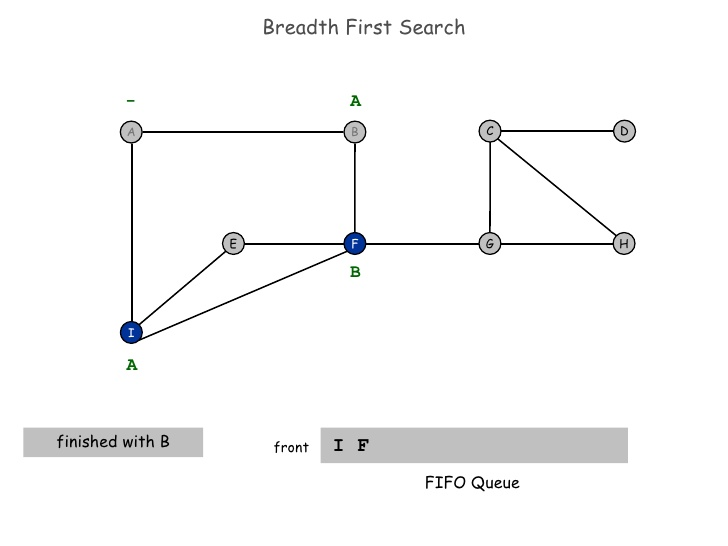 Breadth First Search
- A
A B C D
E F G H
B
I
A
finished with B
front I F
FIFO Queue